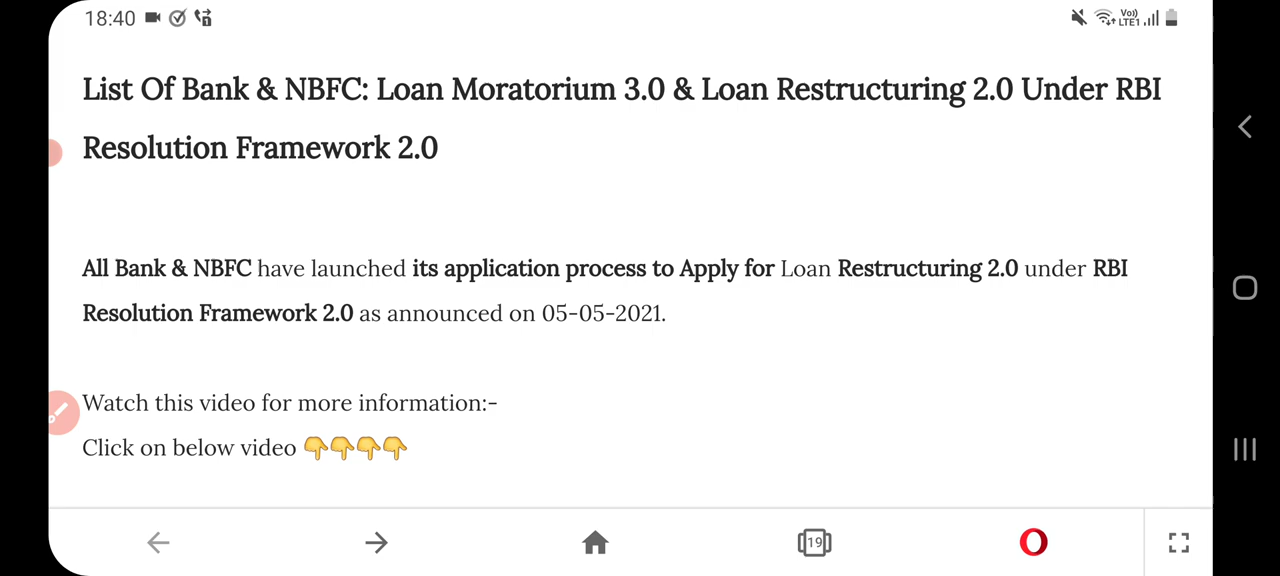 18:40
Vo))
LTE1
List Of Bank & NBFC: Loan Moratorium 3.0 & Loan Restructuring 2.0 Under RBI
Resolution Framework 2.0
All Bank & NBFC have launched its application process to Apply for Loan Restructuring 2.0 under RBI
Resolution Framework 2.0 as announced on 05-05-2021.
Watch this video for more information:-
Click on below video 👇👇👇👇
19